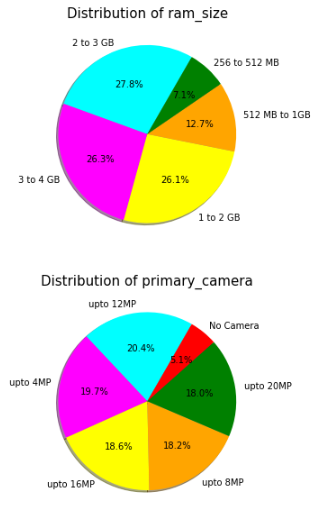 Distribution of ram_size
2 to 3 GB
256 to 512 MB
27.8%
7.1%
512 MB to 1GB
12.7%
26.3%
3 to 4 GB
26.1%
1 to 2 GB
Distribution of primary_camera
upto 12MP
No Camera
20.4%
5.1%
upto 4MP
upto 20MP
19.7%
18.0%
18.6%
18.2%
upto 16MP
upto 8MP